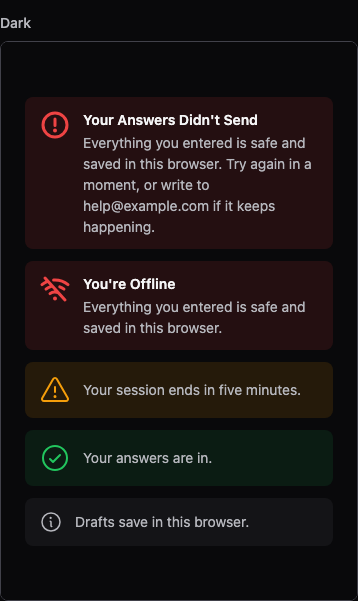 Dark
Your Answers Didn't Send
Everything you entered is safe and
saved in this browser. Try again in a
moment, or write to
help@example.com if it keeps
happening.
You're Offline
Everything you entered is safe and
saved in this browser.
Your session ends in five minutes.
Your answers are in.
Drafts save in this browser.